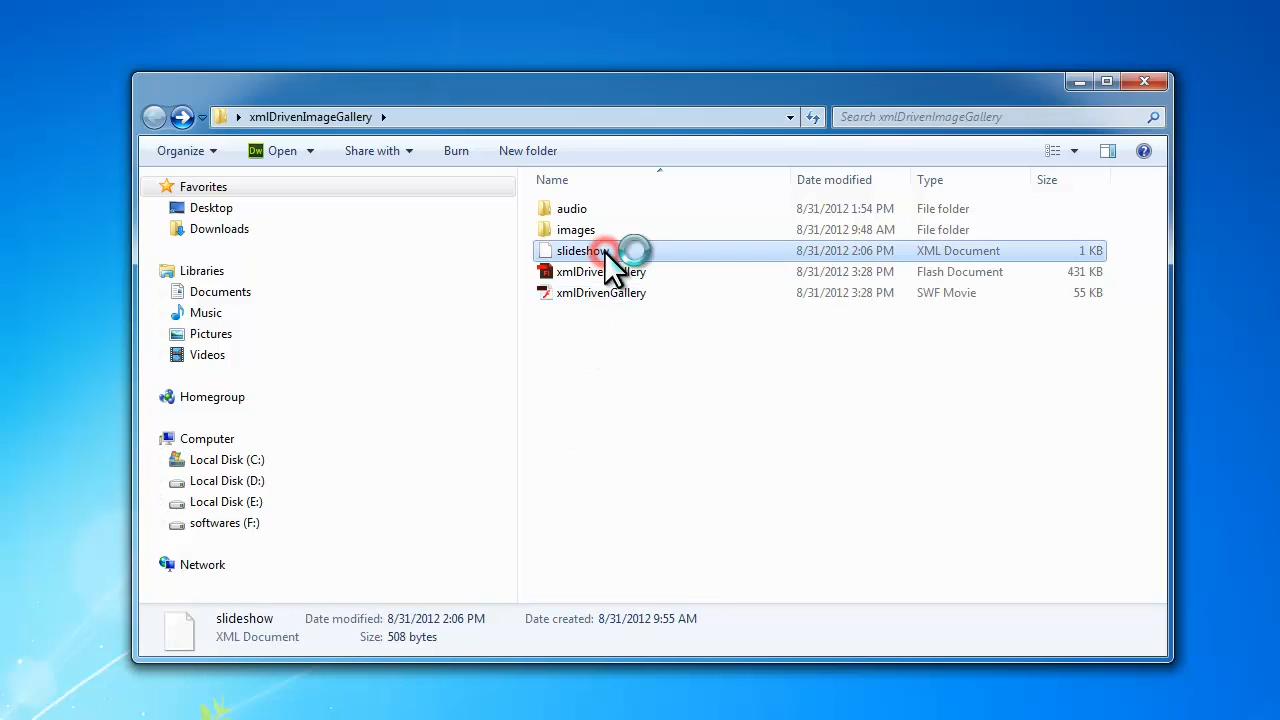 xmlDrivenImageGallery
Search xmlDrivenImageGallery
Organize Dw Open Share with Burn New folder
Name Date modified Type Size
Favorites
Desktop
Downloads
Libraries
Documents
Music
Pictures
Videos
Homegroup
Computer
Local Disk (C:)
Local Disk (D:)
Local Disk (E:)
softwares (F:)
Network
audio 8/31/2012 1:54 PM File folder
images 8/31/2012 9:48 AM File folder
slideshow 8/31/2012 2:06 PM XML Document 1 KB
xmlDrivenGallery 8/31/2012 3:28 PM Flash Document 431 KB
xmlDrivenGallery 8/31/2012 3:28 PM SWF Movie 55 KB
slideshow Date modified: 8/31/2012 2:06 PM Date created: 8/31/2012 9:55 AM
XML Document Size: 508 bytes